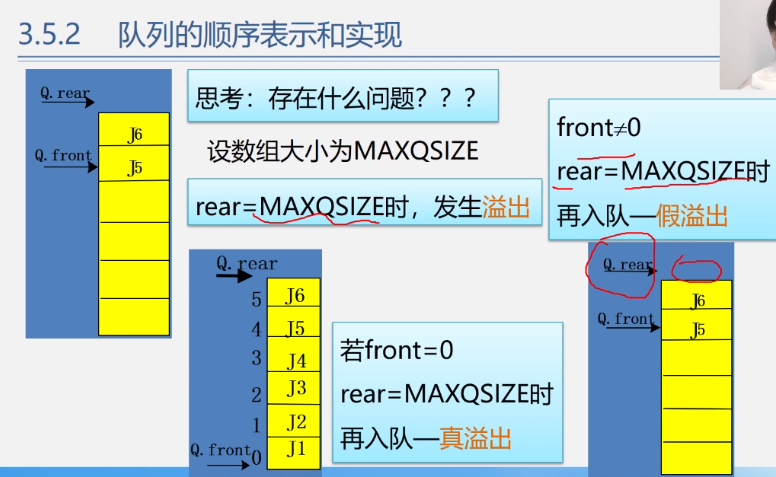 3.5.2 队列的顺序表示和实现
Q.rear
J6
Q.front
J5
思考：存在什么问题？？？
设数组大小为MAXQSIZE
rear=MAXQSIZE时，发生溢出
front≠0
rear=MAXQSIZE时
再入队—假溢出
Q.rear
5 J6
4 J5
3 J4
2 J3
1 J2
Q.front 0 J1
若front=0
rear=MAXQSIZE时
再入队—真溢出
Q.rear
J6
Q.front
J5